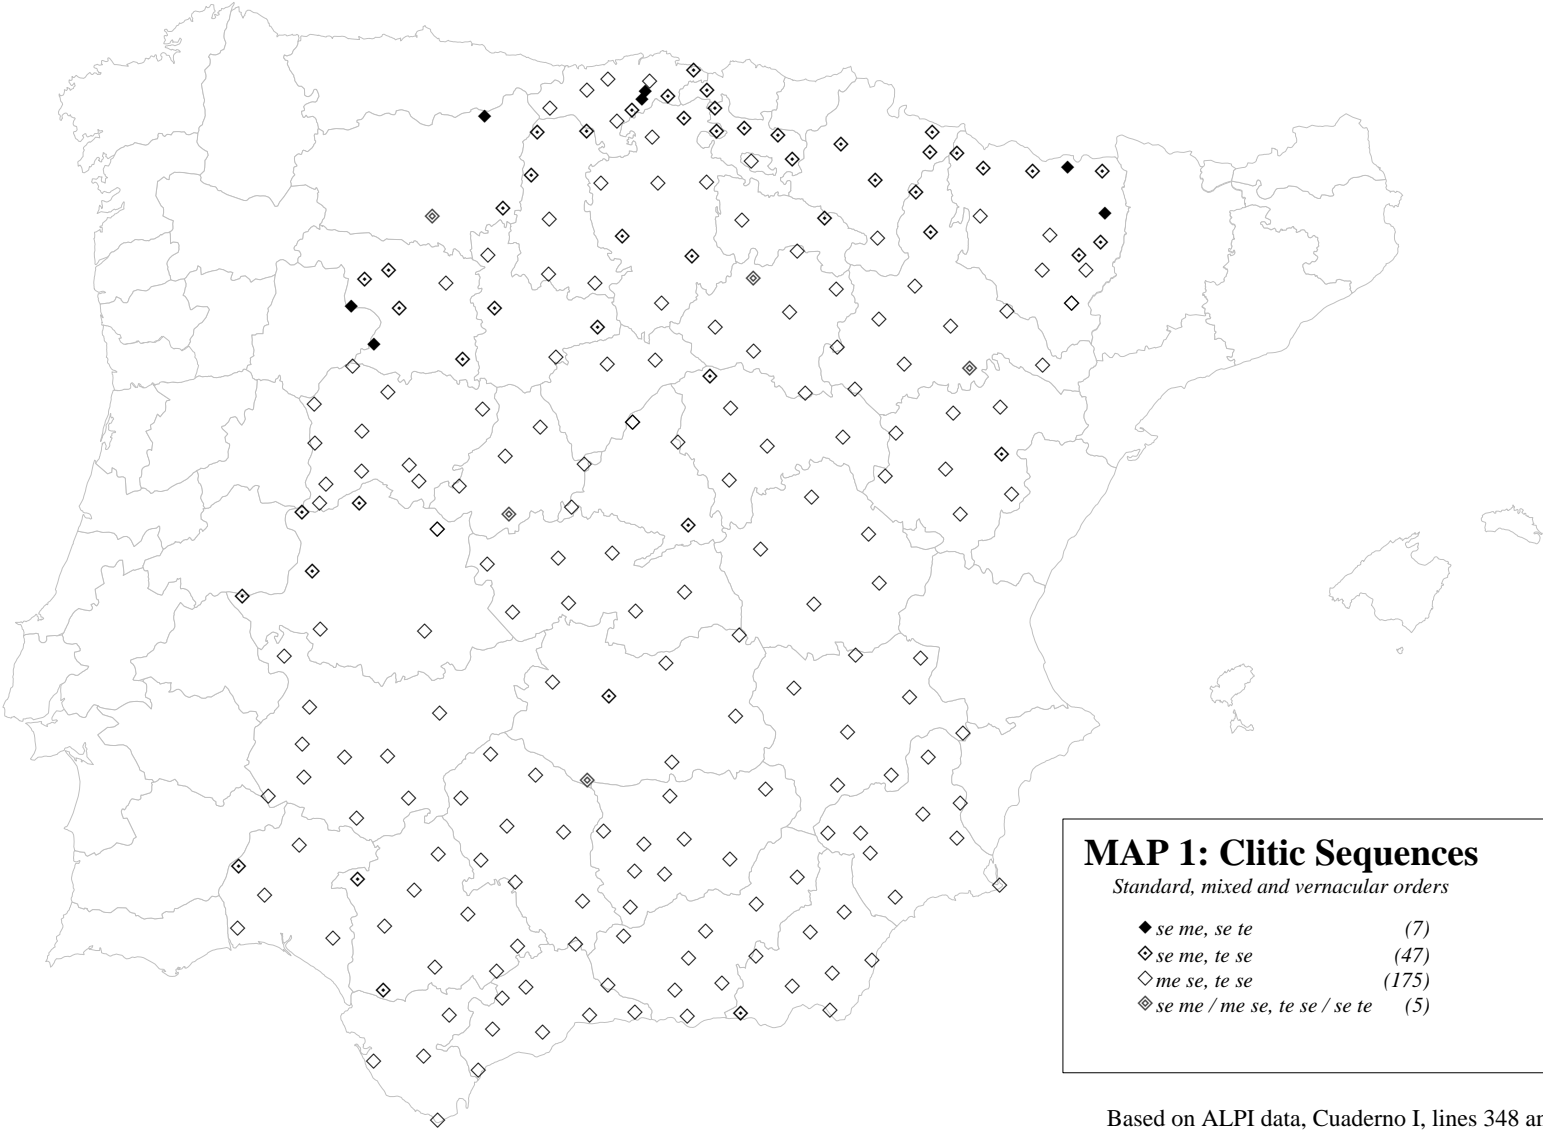 MAP 1: Clitic Sequences
Standard, mixed and vernacular orders
se me, se te (7)
se me, te se (47)
me se, te se (175)
se me / me se, te se / se te (5)
Based on ALPI data, Cuaderno I, lines 348 an